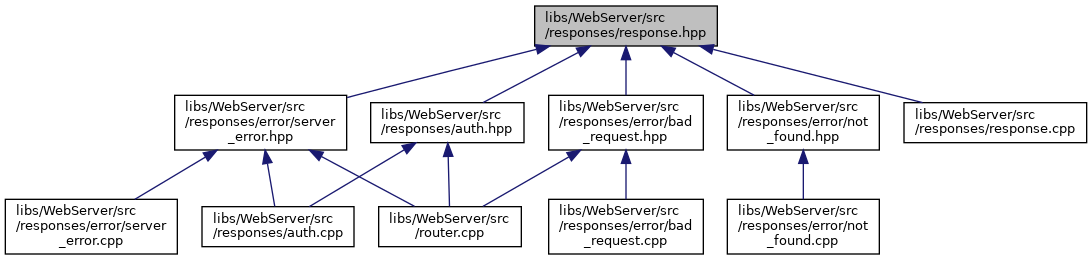 libs/WebServer/src
/responses/response.hpp
libs/WebServer/src
/responses/error/server
_error.hpp
libs/WebServer/src
/responses/auth.hpp
libs/WebServer/src
/responses/error/bad
_request.hpp
libs/WebServer/src
/responses/error/not
_found.hpp
libs/WebServer/src
/responses/response.cpp
libs/WebServer/src
/responses/error/server
_error.cpp
libs/WebServer/src
/responses/auth.cpp
libs/WebServer/src
/router.cpp
libs/WebServer/src
/responses/error/bad
_request.cpp
libs/WebServer/src
/responses/error/not
_found.cpp